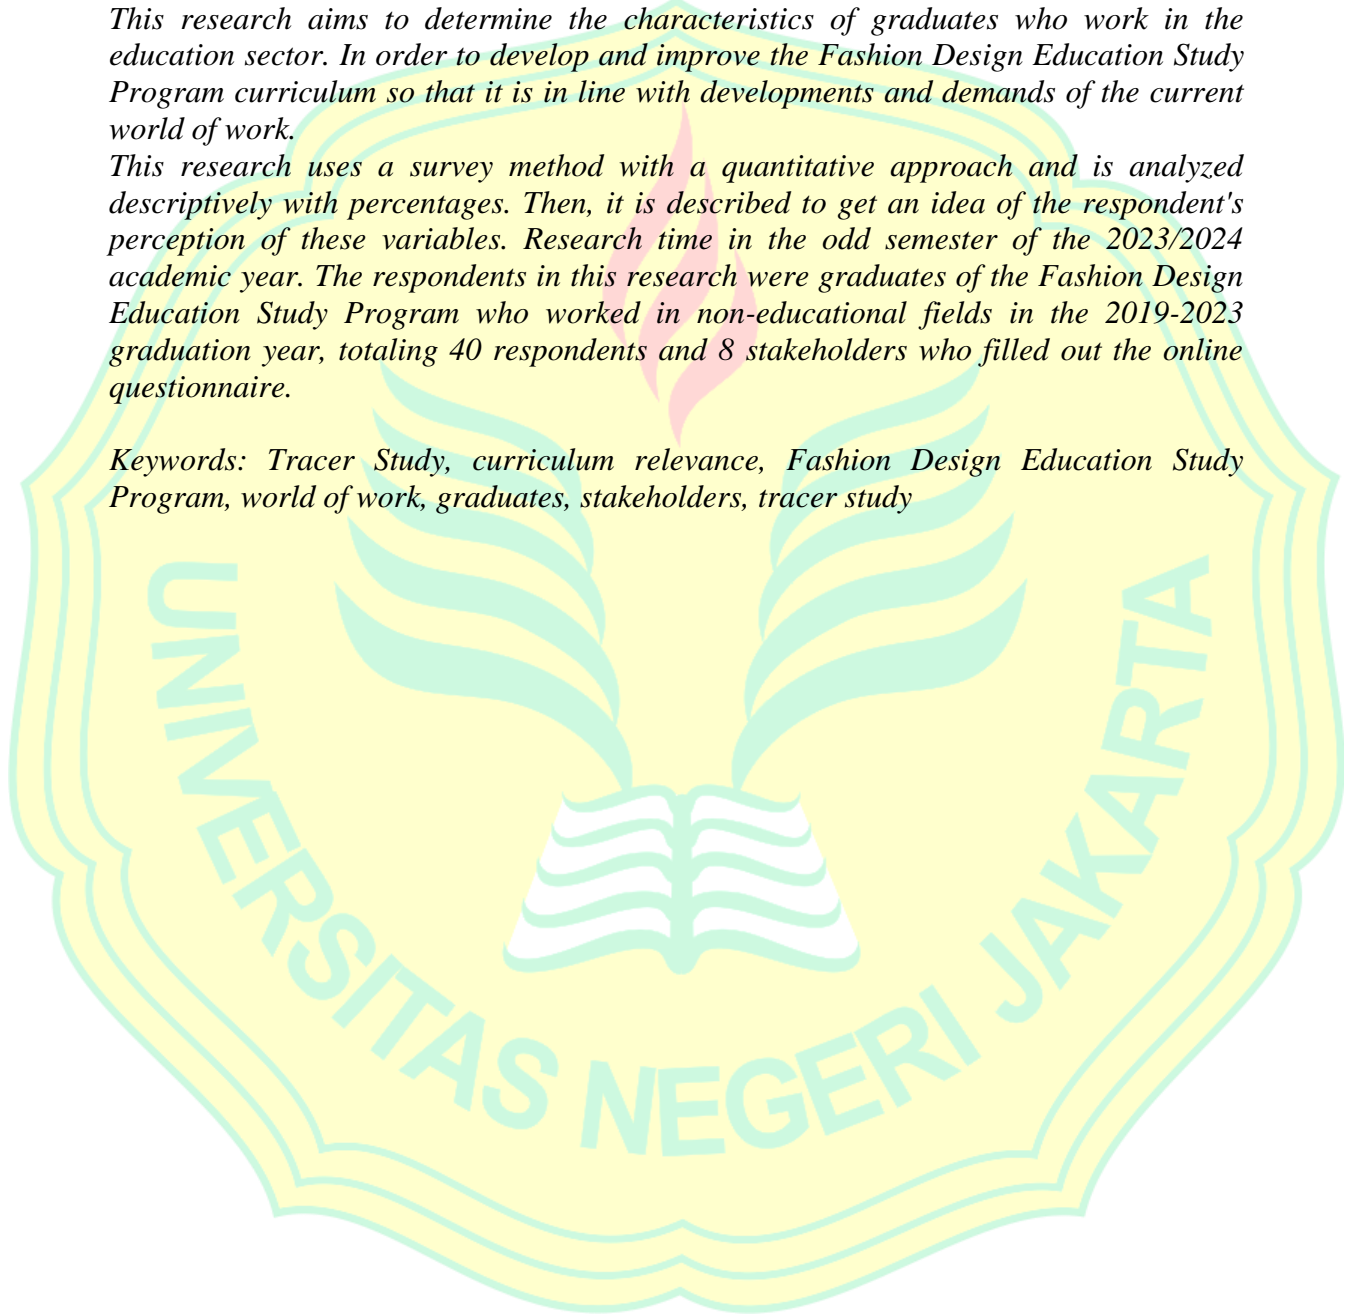 This research aims to determine the characteristics of graduates who work in the
education sector. In order to develop and improve the Fashion Design Education Study
Program curriculum so that it is in line with developments and demands of the current
world of work.
This research uses a survey method with a quantitative approach and is analyzed
descriptively with percentages. Then, it is described to get an idea of the respondent's
perception of these variables. Research time in the odd semester of the 2023/2024
academic year. The respondents in this research were graduates of the Fashion Design
Education Study Program who worked in non-educational fields in the 2019-2023
graduation year, totaling 40 respondents and 8 stakeholders who filled out the online
questionnaire.
Keywords: Tracer Study, curriculum relevance, Fashion Design Education Study
Program, world of work, graduates, stakeholders, tracer study
UNIVERSITAS NEGERI JAKARTA